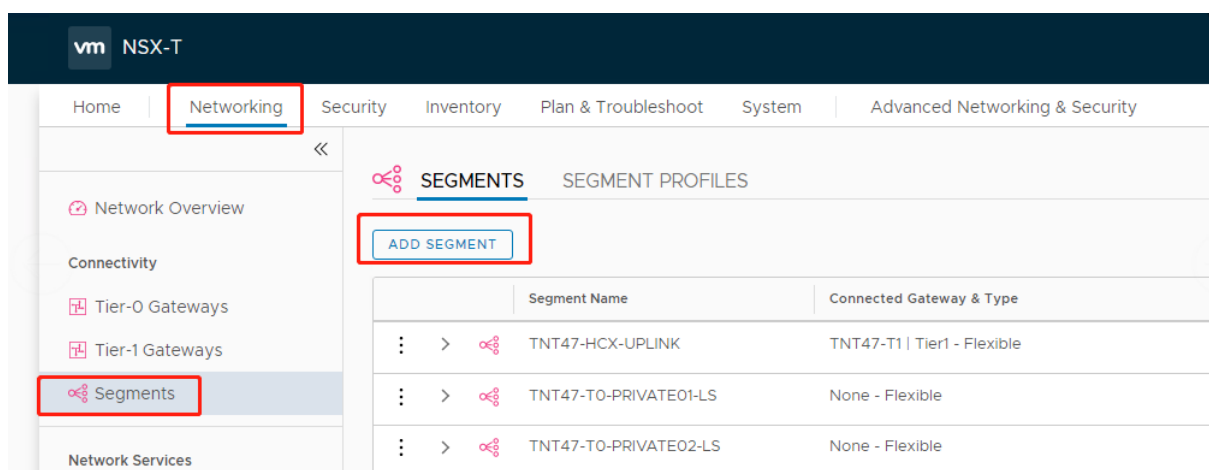 vm NSX-T
Home Networking Security Inventory Plan & Troubleshoot System Advanced Networking & Security
SEGMENTS SEGMENT PROFILES
Network Overview
ADD SEGMENT
Connectivity
Segment Name Connected Gateway & Type
Tier-0 Gateways
TNT47-HCX-UPLINK TNT47-T1 | Tier1 - Flexible
Tier-1 Gateways
Segments
TNT47-T0-PRIVATE01-LS None - Flexible
TNT47-T0-PRIVATE02-LS None - Flexible
Network Services